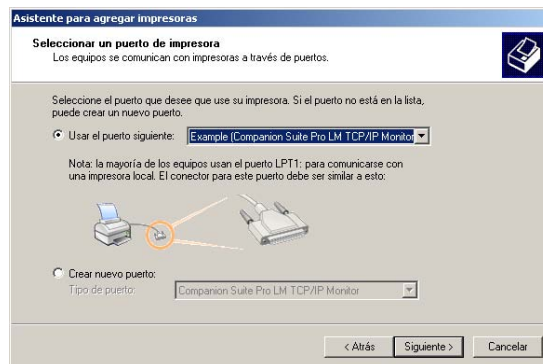 Asistente para agregar impresoras
Seleccionar un puerto de impresora
Los equipos se comunican con impresoras a través de puertos.
Seleccione el puerto que desee que use su impresora. Si el puerto no está en la lista,
puede crear un nuevo puerto.
Usar el puerto siguiente: Example (Companion Suite Pro LM TCP/IP Monitor
Nota: la mayoría de los equipos usan el puerto LPT1: para comunicarse con
una impresora local. El conector para este puerto debe ser similar a esto:
Crear nuevo puerto:
Tipo de puerto: Companion Suite Pro LM TCP/IP Monitor
< Atrás Siguiente > Cancelar